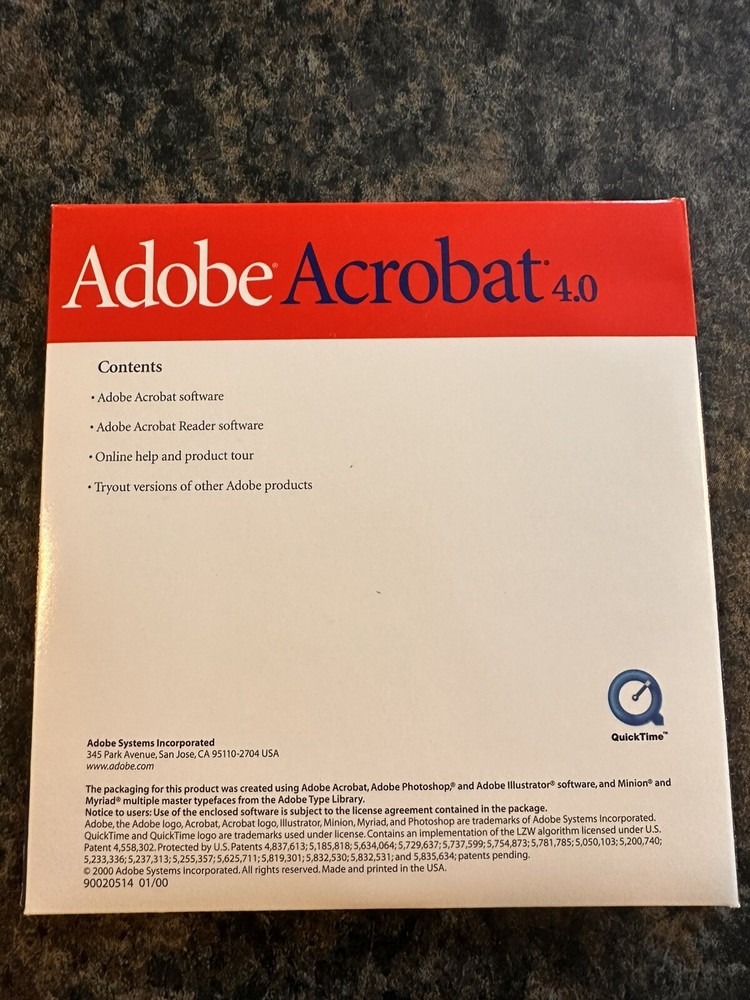 Adobe® Acrobat® 4.0
Contents
• Adobe Acrobat software
• Adobe Acrobat Reader software
• Online help and product tour
• Tryout versions of other Adobe products
QuickTime™
Adobe Systems Incorporated
345 Park Avenue, San Jose, CA 95110-2704 USA
www.adobe.com
The packaging for this product was created using Adobe Acrobat, Adobe Photoshop,® and Adobe Illustrator® software, and Minion® and
Myriad® multiple master typefaces from the Adobe Type Library.
Notice to users: Use of the enclosed software is subject to the license agreement contained in the package.
Adobe, the Adobe logo, Acrobat, Acrobat logo, Illustrator, Minion, Myriad, and Photoshop are trademarks of Adobe Systems Incorporated.
QuickTime and QuickTime logo are trademarks used under license. Contains an implementation of the LZW algorithm licensed under U.S.
Patent 4,558,302. Protected by U.S. Patents 4,837,613; 5,185,818; 5,634,064; 5,729,637; 5,737,599; 5,754,873; 5,781,785; 5,050,103; 5,200,740;
5,233,336; 5,237,313; 5,255,357; 5,625,711; 5,819,301; 5,832,530; 5,832,531; and 5,835,634; patents pending.
© 2000 Adobe Systems Incorporated. All rights reserved. Made and printed in the USA.
90020514 01/00